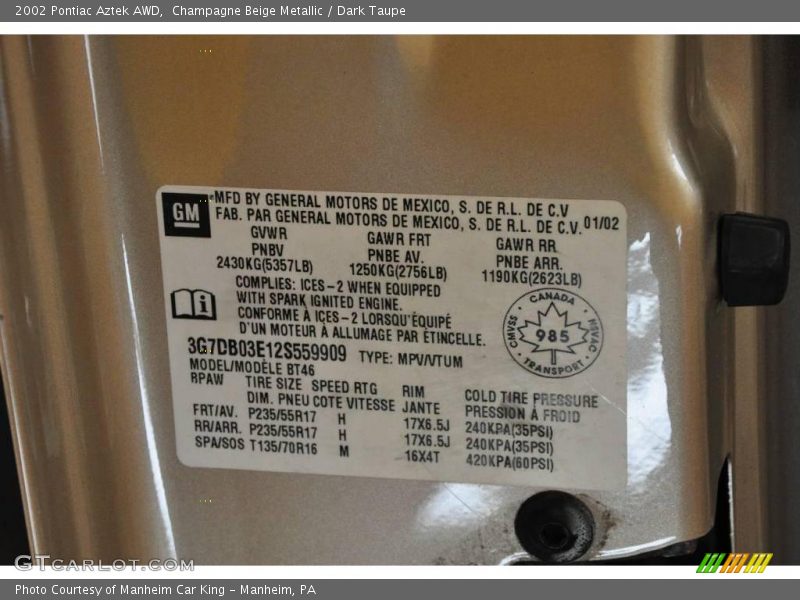 2002 Pontiac Aztek AWD,  Champagne Beige Metallic / Dark Taupe
GM
MFD BY GENERAL MOTORS DE MEXICO, S. DE R.L. DE C.V
FAB. PAR GENERAL MOTORS DE MEXICO, S. DE R.L. DE C.V. 01/02
GVWR GAWR FRT GAWR RR
PNBV PNBE AV. PNBE ARR.
2430KG(5357LB) 1250KG(2756LB) 1190KG(2623LB)
COMPLIES: ICES-2 WHEN EQUIPPED
WITH SPARK IGNITED ENGINE.
CONFORME À ICES-2 LORSQU'ÉQUIPÉ
D'UN MOTEUR À ALLUMAGE PAR ÉTINCELLE.
CANADA
CMVSS 985 NSVAC
TRANSPORT
3G7DB03E12S559909 TYPE: MPV/VTUM
MODEL/MODÈLE BT46
RPAW TIRE SIZE SPEED RTG RIM COLD TIRE PRESSURE
DIM. PNEU COTE VITESSE JANTE PRESSION À FROID
FRT/AV. P235/55R17 H 17X6.5J 240KPA(35PSI)
RR/ARR. P235/55R17 H 17X6.5J 240KPA(35PSI)
SPA/SOS T135/70R16 M 16X4T 420KPA(60PSI)
GTCARLOT.COM
Photo Courtesy of Manheim Car King - Manheim, PA